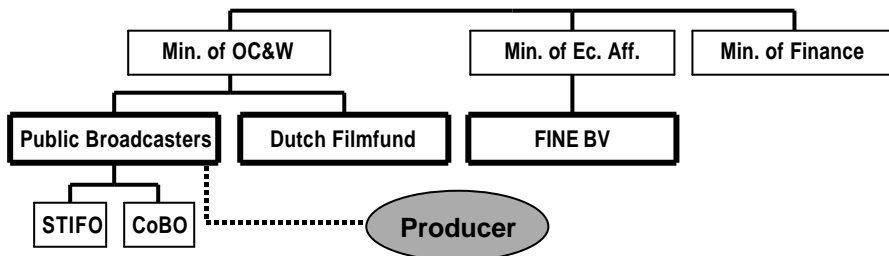 Min. of OC&W
Min. of Ec. Aff.
Min. of Finance
Public Broadcasters
Dutch Filmfund
FINE BV
STIFO
CoBO
Producer